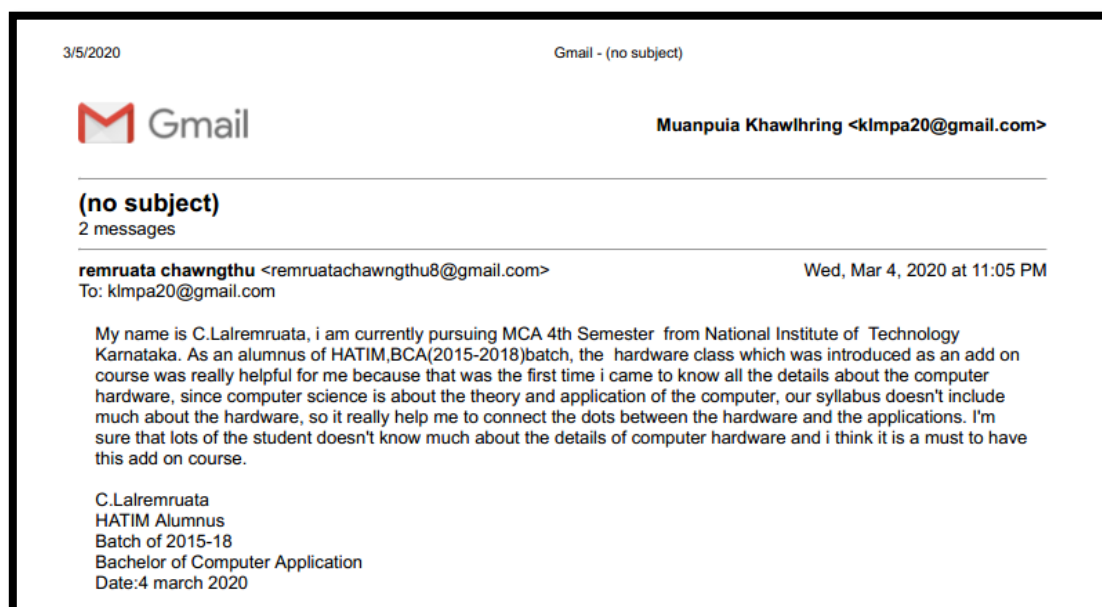 3/5/2020 Gmail - (no subject)
Gmail Muanpuia Khawlhring <klmpa20@gmail.com>
(no subject)
2 messages
remruata chawngthu <remruatachawngthu8@gmail.com> Wed, Mar 4, 2020 at 11:05 PM
To: klmpa20@gmail.com
My name is C.Lalremruata, i am currently pursuing MCA 4th Semester from National Institute of Technology
Karnataka. As an alumnus of HATIM,BCA(2015-2018)batch, the hardware class which was introduced as an add on
course was really helpful for me because that was the first time i came to know all the details about the computer
hardware, since computer science is about the theory and application of the computer, our syllabus doesn't include
much about the hardware, so it really help me to connect the dots between the hardware and the applications. I'm
sure that lots of the student doesn't know much about the details of computer hardware and i think it is a must to have
this add on course.
C.Lalremruata
HATIM Alumnus
Batch of 2015-18
Bachelor of Computer Application
Date:4 march 2020